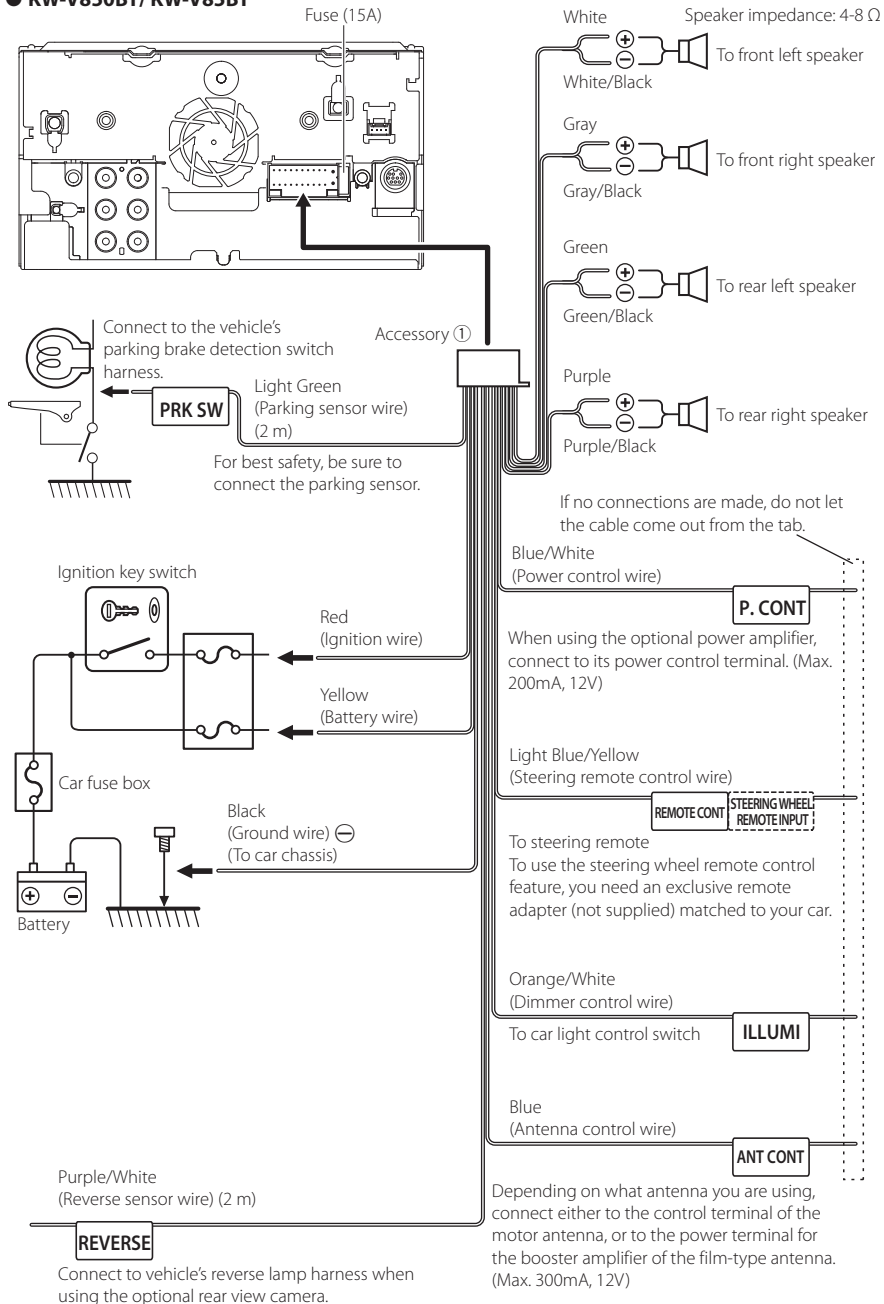 ● KW-V850BT/ KW-V85BT
Fuse (15A)
White
Speaker impedance: 4-8 Ω
To front left speaker
White/Black
Gray
To front right speaker
Gray/Black
Green
To rear left speaker
Green/Black
Purple
To rear right speaker
Purple/Black
Accessory ①
Connect to the vehicle’s
parking brake detection switch
harness.
Light Green
(Parking sensor wire)
(2 m)
PRK SW
For best safety, be sure to
connect the parking sensor.
If no connections are made, do not let
the cable come out from the tab.
Blue/White
(Power control wire)
P. CONT
When using the optional power amplifier,
connect to its power control terminal. (Max.
200mA, 12V)
Ignition key switch
Red
(Ignition wire)
Yellow
(Battery wire)
Car fuse box
Black
(Ground wire) ⊖
(To car chassis)
⊕ ⊖
Battery
Light Blue/Yellow
(Steering remote control wire)
REMOTE CONT
STEERING WHEEL
REMOTE INPUT
To steering remote
To use the steering wheel remote control
feature, you need an exclusive remote
adapter (not supplied) matched to your car.
Orange/White
(Dimmer control wire)
To car light control switch
ILLUMI
Blue
(Antenna control wire)
ANT CONT
Depending on what antenna you are using,
connect either to the control terminal of the
motor antenna, or to the power terminal for
the booster amplifier of the film-type antenna.
(Max. 300mA, 12V)
Purple/White
(Reverse sensor wire) (2 m)
REVERSE
Connect to vehicle’s reverse lamp harness when
using the optional rear view camera.